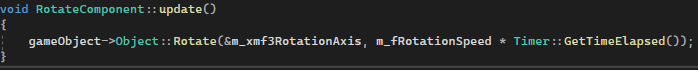 void RotateComponent::update()
{
    gameObject->Object::Rotate(&m_xmf3RotationAxis, m_fRotationSpeed * Timer::GetTimeElapsed());
}